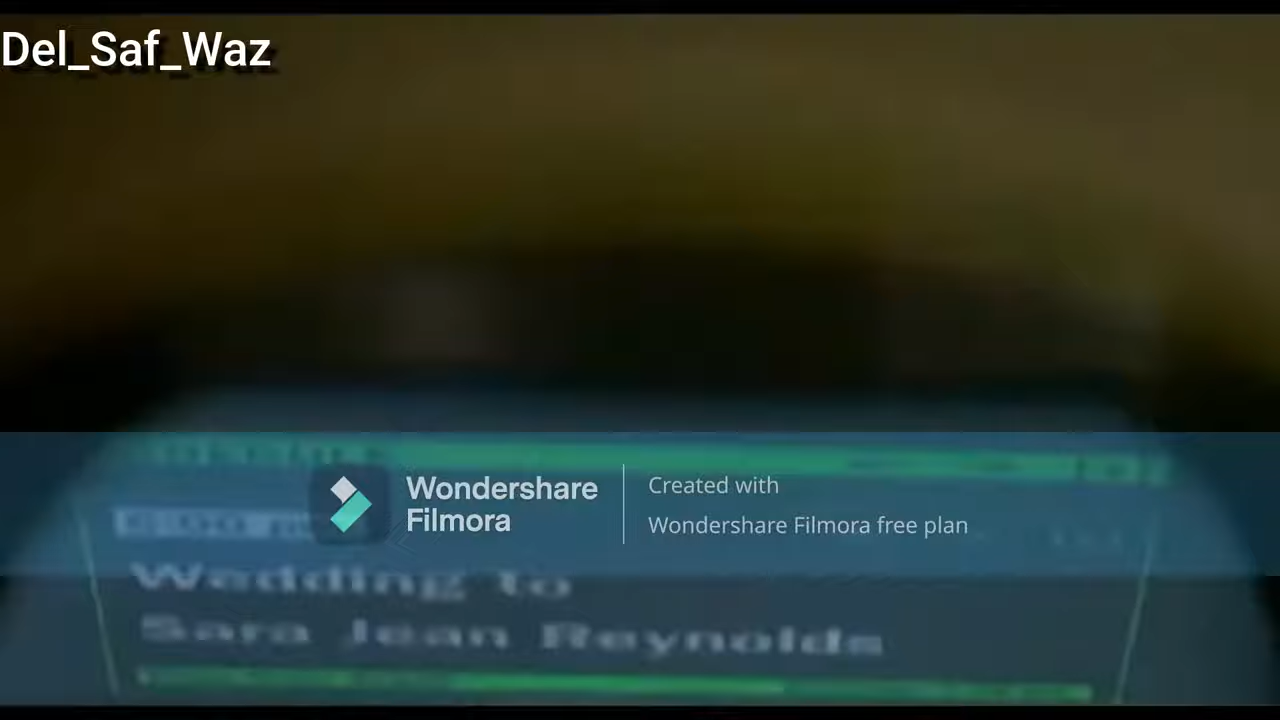 Del_Saf_Waz
Wondershare
Filmora
Created with
Wondershare Filmora free plan
Wedding to
Sara Jean Reynolds